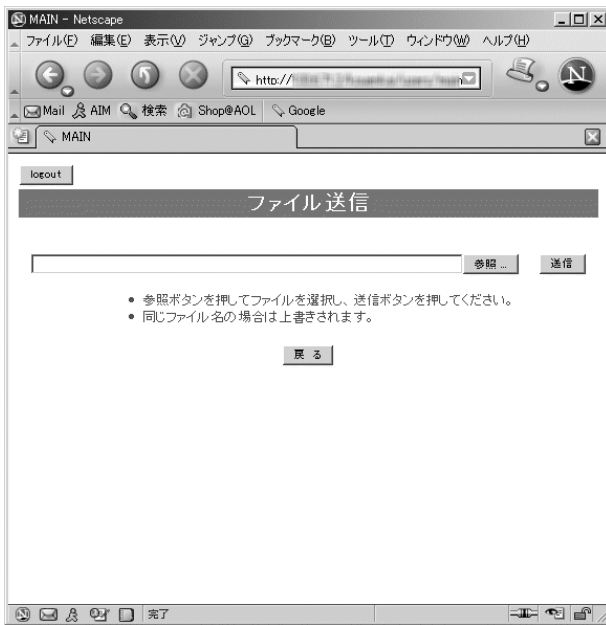 MAIN - Netscape
ファイル(F) 編集(E) 表示(V) ジャンプ(G) ブックマーク(B) ツール(T) ウィンドウ(W) ヘルプ(H)
http://
Mail AIM 検索 Shop@AOL Google
MAIN
logout
ファイル送信
参照... 送信
• 参照ボタンを押してファイルを選択し、送信ボタンを押してください。
• 同じファイル名の場合は上書きされます。
戻る
完了